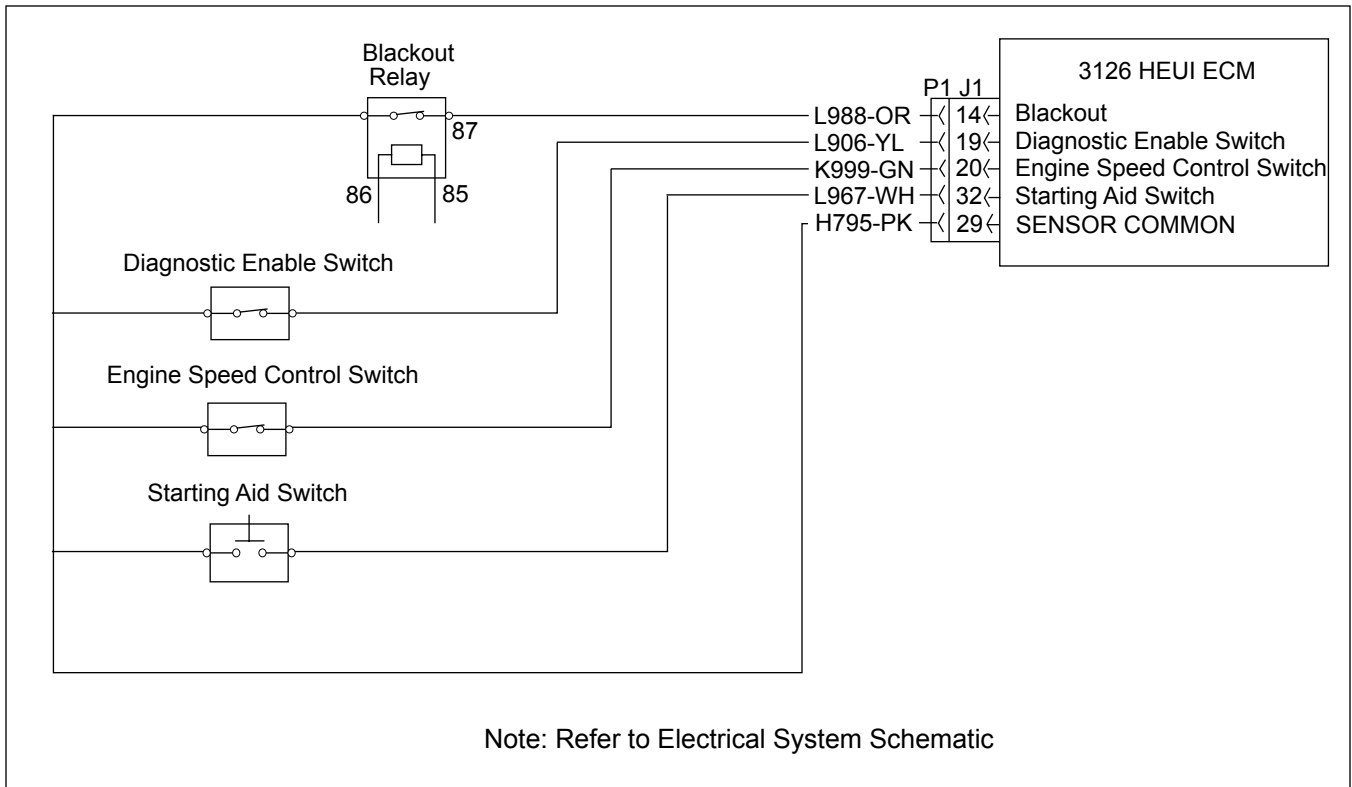 Blackout
Relay
87
86
85
Diagnostic Enable Switch
Engine Speed Control Switch
Starting Aid Switch
3126 HEUI ECM
P1 J1
L988-OR 14 Blackout
L906-YL 19 Diagnostic Enable Switch
K999-GN 20 Engine Speed Control Switch
L967-WH 32 Starting Aid Switch
H795-PK 29 SENSOR COMMON
Note: Refer to Electrical System Schematic